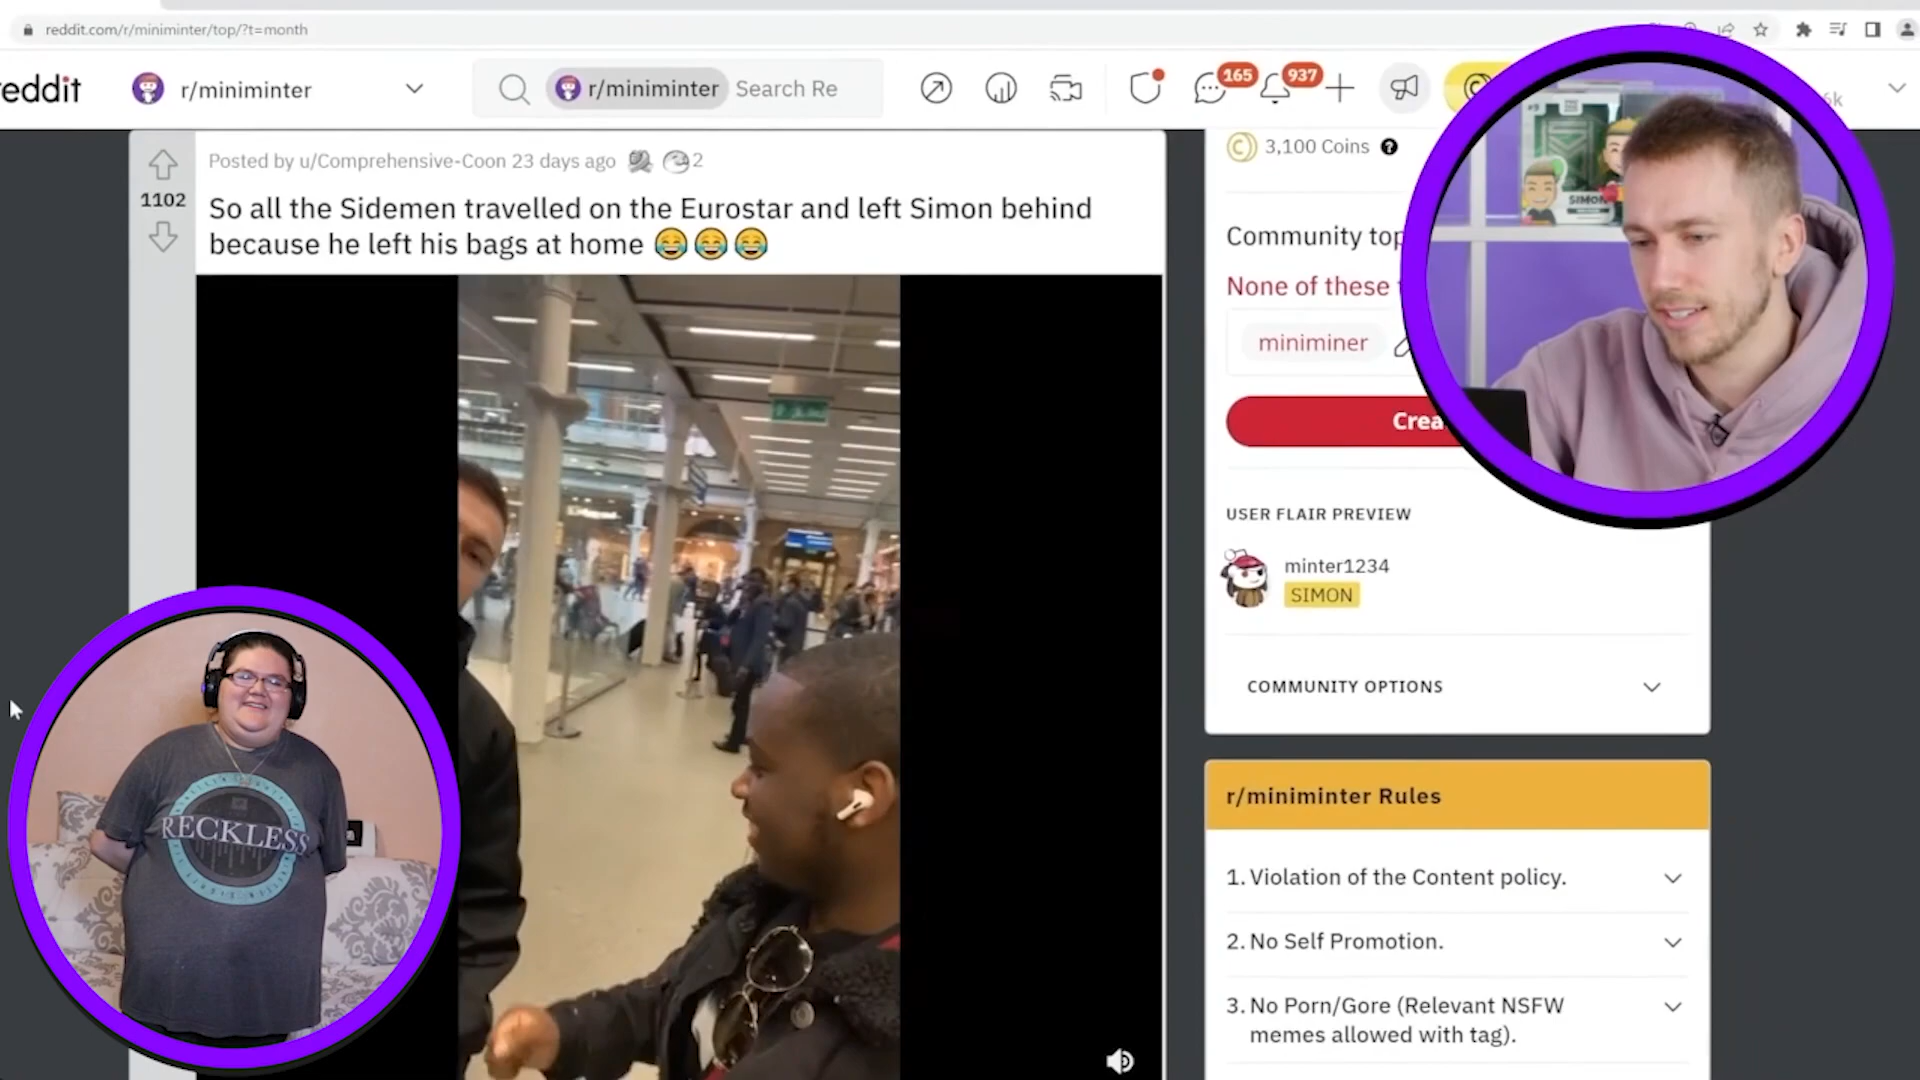 reddit.com/r/miniminter/top/?t=month
eddit
r/miniminter
r/miniminter Search Re
165
937
6k
Posted by u/Comprehensive-Coon 23 days ago
2
1102
So all the Sidemen travelled on the Eurostar and left Simon behind
because he left his bags at home 😂😂😂
3,100 Coins
Community top
None of these
miniminer
Crea
USER FLAIR PREVIEW
minter1234
SIMON
COMMUNITY OPTIONS
r/miniminter Rules
1. Violation of the Content policy.
2. No Self Promotion.
3. No Porn/Gore (Relevant NSFW
memes allowed with tag).
SIMON
RECKLESS